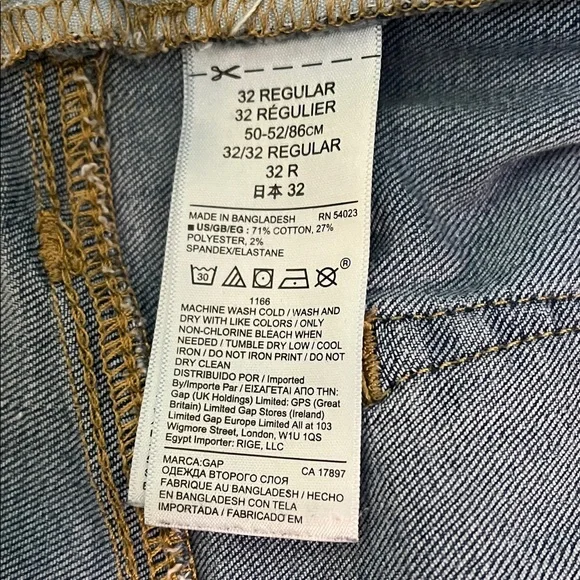 32 REGULAR
32 RÉGULIER
50-52/86CM
32/32 REGULAR
32 R
日本 32
MADE IN BANGLADESH RN 54023
■ US/GB/EG : 71% COTTON, 27%
POLYESTER, 2%
SPANDEX/ELASTANE
30 ®
1166
MACHINE WASH COLD / WASH AND
DRY WITH LIKE COLORS / ONLY
NON-CHLORINE BLEACH WHEN
NEEDED / TUMBLE DRY LOW / COOL
IRON / DO NOT IRON PRINT / DO NOT
DRY CLEAN
DISTRIBUIDO POR / Imported
By/Importe Par / ΕΙΣΑΓΕΤΑΙ ΑΠΟ ΤΗΝ:
Gap (UK Holdings) Limited: GPS (Great
Britain) Limited Gap Stores (Ireland)
Limited Gap Europe Limited All at 103
Wigmore Street, London, W1U 1QS
Egypt Importer: RIGE, LLC
MARCA:GAP CA 17897
ОДЕЖДА ВТОРОГО СЛОЯ
FABRIQUE AU BANGLADESH / HECHO
EN BANGLADESH CON TELA
IMPORTADA / FABRICADO EM